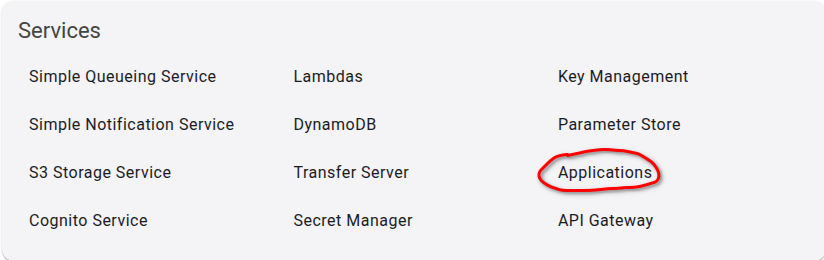 Services
Simple Queueing Service Lambdas Key Management
Simple Notification Service DynamoDB Parameter Store
S3 Storage Service Transfer Server Applications
Cognito Service Secret Manager API Gateway